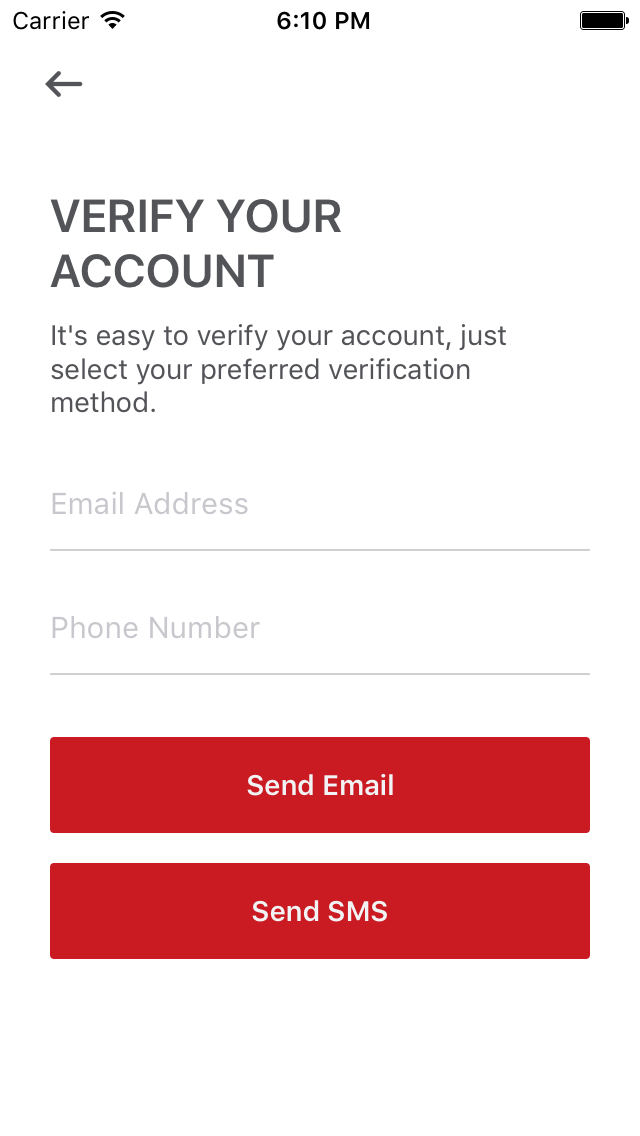 Carrier 6:10 PM
VERIFY YOUR
ACCOUNT
It's easy to verify your account, just
select your preferred verification
method.
Email Address
Phone Number
Send Email
Send SMS